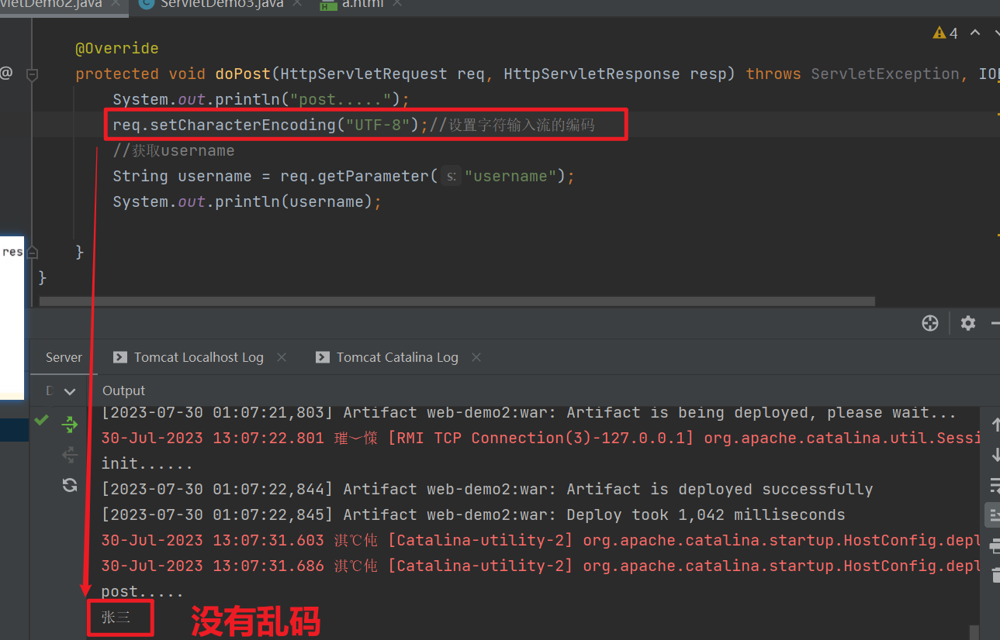 vletDemo2.java ServletDemo3.java a.html
4
@Override
protected void doPost(HttpServletRequest req, HttpServletResponse resp) throws ServletException, IO
System.out.println("post.....");
req.setCharacterEncoding("UTF-8");//设置字符输入流的编码
//获取username
String username = req.getParameter( s: "username");
System.out.println(username);
res
}
}
Server Tomcat Localhost Log Tomcat Catalina Log
Output
[2023-07-30 01:07:21,803] Artifact web-demo2:war: Artifact is being deployed, please wait...
30-Jul-2023 13:07:22.801 [RMI TCP Connection(3)-127.0.0.1] org.apache.catalina.util.Sessi
init......
[2023-07-30 01:07:22,844] Artifact web-demo2:war: Artifact is deployed successfully
[2023-07-30 01:07:22,845] Artifact web-demo2:war: Deploy took 1,042 milliseconds
30-Jul-2023 13:07:31.603 淇℃伅 [Catalina-utility-2] org.apache.catalina.startup.HostConfig.depl
30-Jul-2023 13:07:31.686 淇℃伅 [Catalina-utility-2] org.apache.catalina.startup.HostConfig.depl
post.....
张三
没有乱码